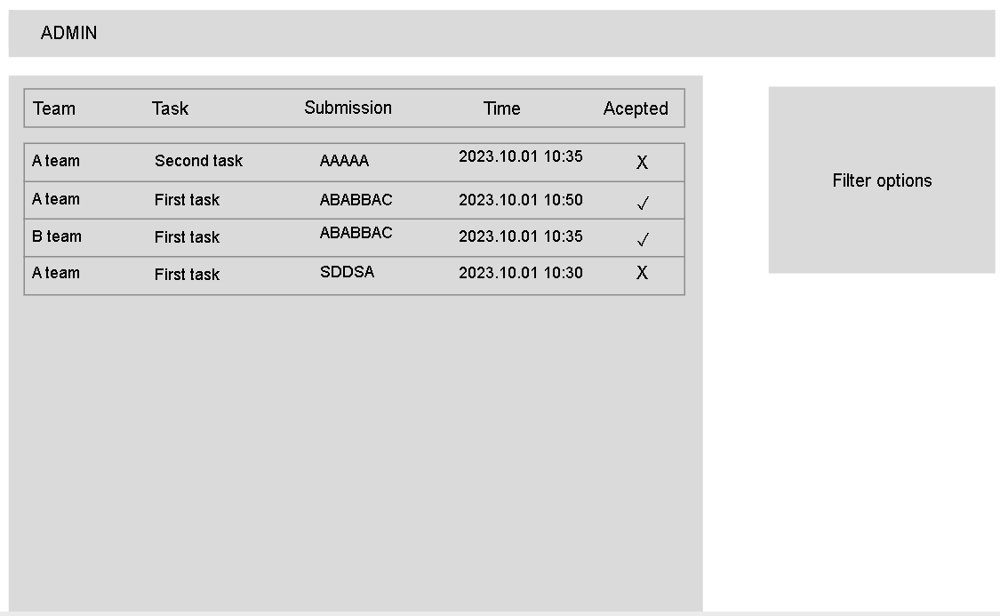 ADMIN
Team Task Submission Time Acepted
A team Second task AAAAA 2023.10.01 10:35 X
A team First task ABABBAC 2023.10.01 10:50 ✓
B team First task ABABBAC 2023.10.01 10:35 ✓
A team First task SDDSA 2023.10.01 10:30 X
Filter options